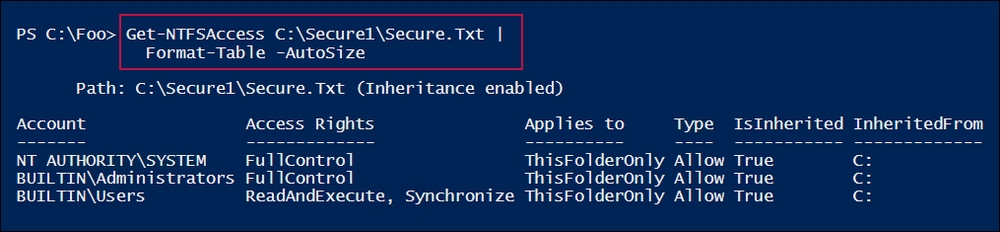 PS C:\Foo> Get-NTFSAccess C:\Secure1\Secure.Txt |
Format-Table -AutoSize
Path: C:\Secure1\Secure.Txt (Inheritance enabled)
Account Access Rights Applies to Type IsInherited InheritedFrom
------- ------------- ---------- ---- ----------- -------------
NT AUTHORITY\SYSTEM FullControl ThisFolderOnly Allow True C:
BUILTIN\Administrators FullControl ThisFolderOnly Allow True C:
BUILTIN\Users ReadAndExecute, Synchronize ThisFolderOnly Allow True C: